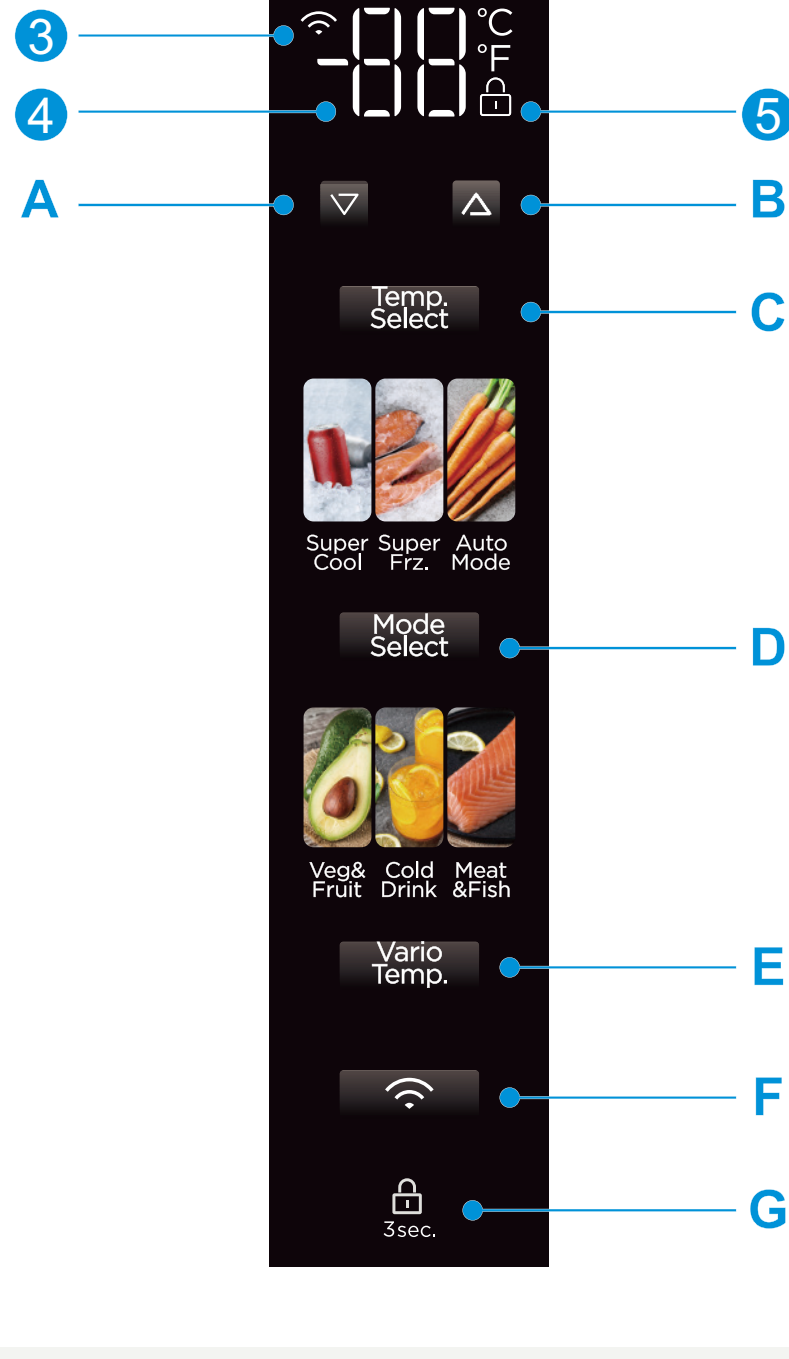 3
-88 °C
°F
4
5
A
B
Temp.
Select
C
Super Super Auto
Cool Frz. Mode
Mode
Select
D
Veg& Cold Meat
Fruit Drink &Fish
Vario
Temp.
E
F
3sec.
G